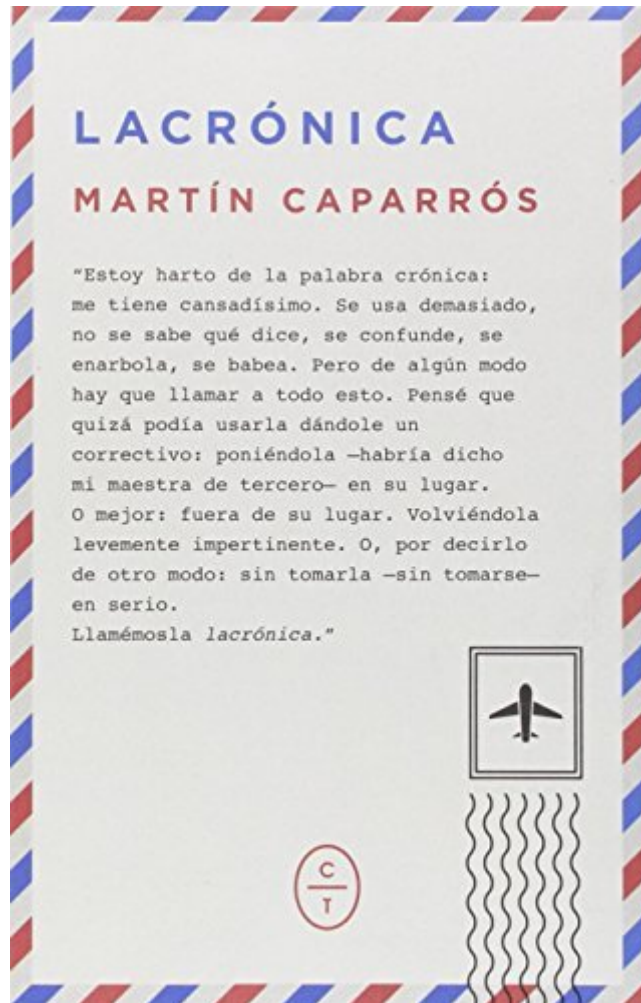 LACRÓNICA
MARTÍN CAPARRÓS
"Estoy harto de la palabra crónica:
me tiene cansadísimo. Se usa demasiado,
no se sabe qué dice, se confunde, se
enarbola, se babea. Pero de algún modo
hay que llamar a todo esto. Pensé que
quizá podía usarla dándole un
correctivo: poniéndola —habría dicho
mi maestra de tercero— en su lugar.
O mejor: fuera de su lugar. Volviéndola
levemente impertinente. O, por decirlo
de otro modo: sin tomarla —sin tomarse—
en serio.
Llamémosla lacrónica."
C
T